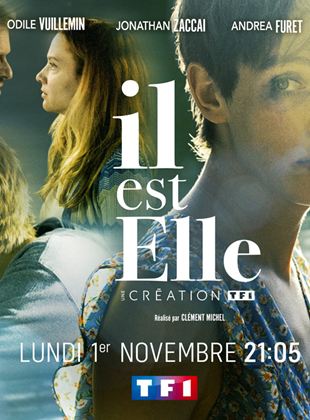 ODILE VUILLEMIN JONATHAN ZACCAI ANDREA FURET
il
est
Elle
UNE CRÉATION TF1
Réalisé par CLÉMENT MICHEL
LUNDI 1er NOVEMBRE 21:05
TF1